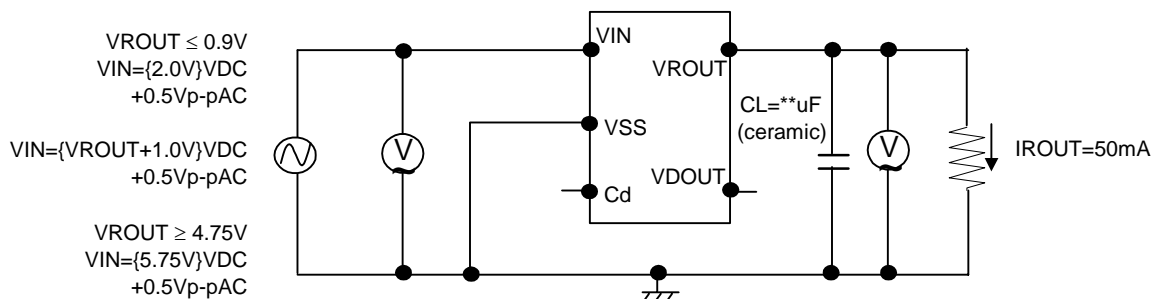 VROUT ≤ 0.9V
VIN={2.0V}VDC
+0.5Vp-pAC
VIN={VROUT+1.0V}VDC
+0.5Vp-pAC
VROUT ≥ 4.75V
VIN={5.75V}VDC
+0.5Vp-pAC
V
VIN
VSS
Cd
VROUT
VDOUT
CL=**uF
(ceramic)
V
IROUT=50mA